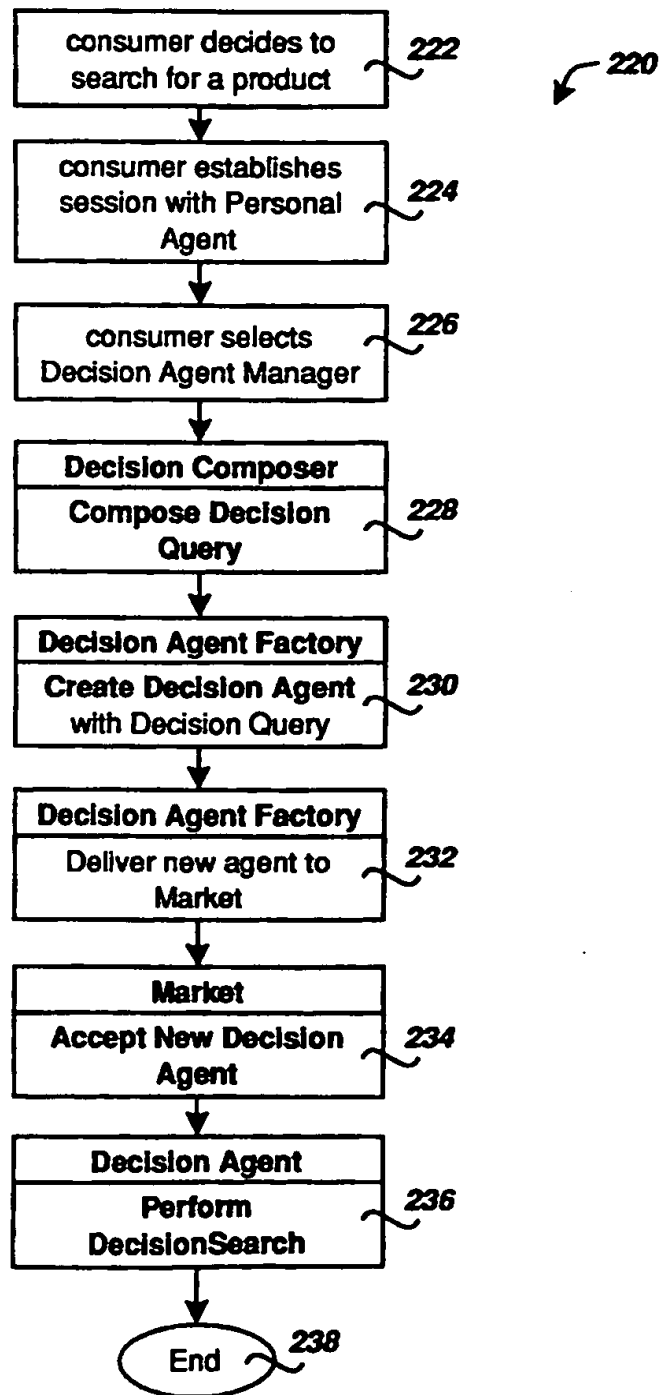 consumer decides to
search for a product
222
220
consumer establishes
session with Personal
Agent
224
consumer selects
Decision Agent Manager
226
Decision Composer
Compose Decision
Query
228
Decision Agent Factory
Create Decision Agent
with Decision Query
230
Decision Agent Factory
Deliver new agent to
Market
232
Market
Accept New Decision
Agent
234
Decision Agent
Perform
DecisionSearch
236
End
238